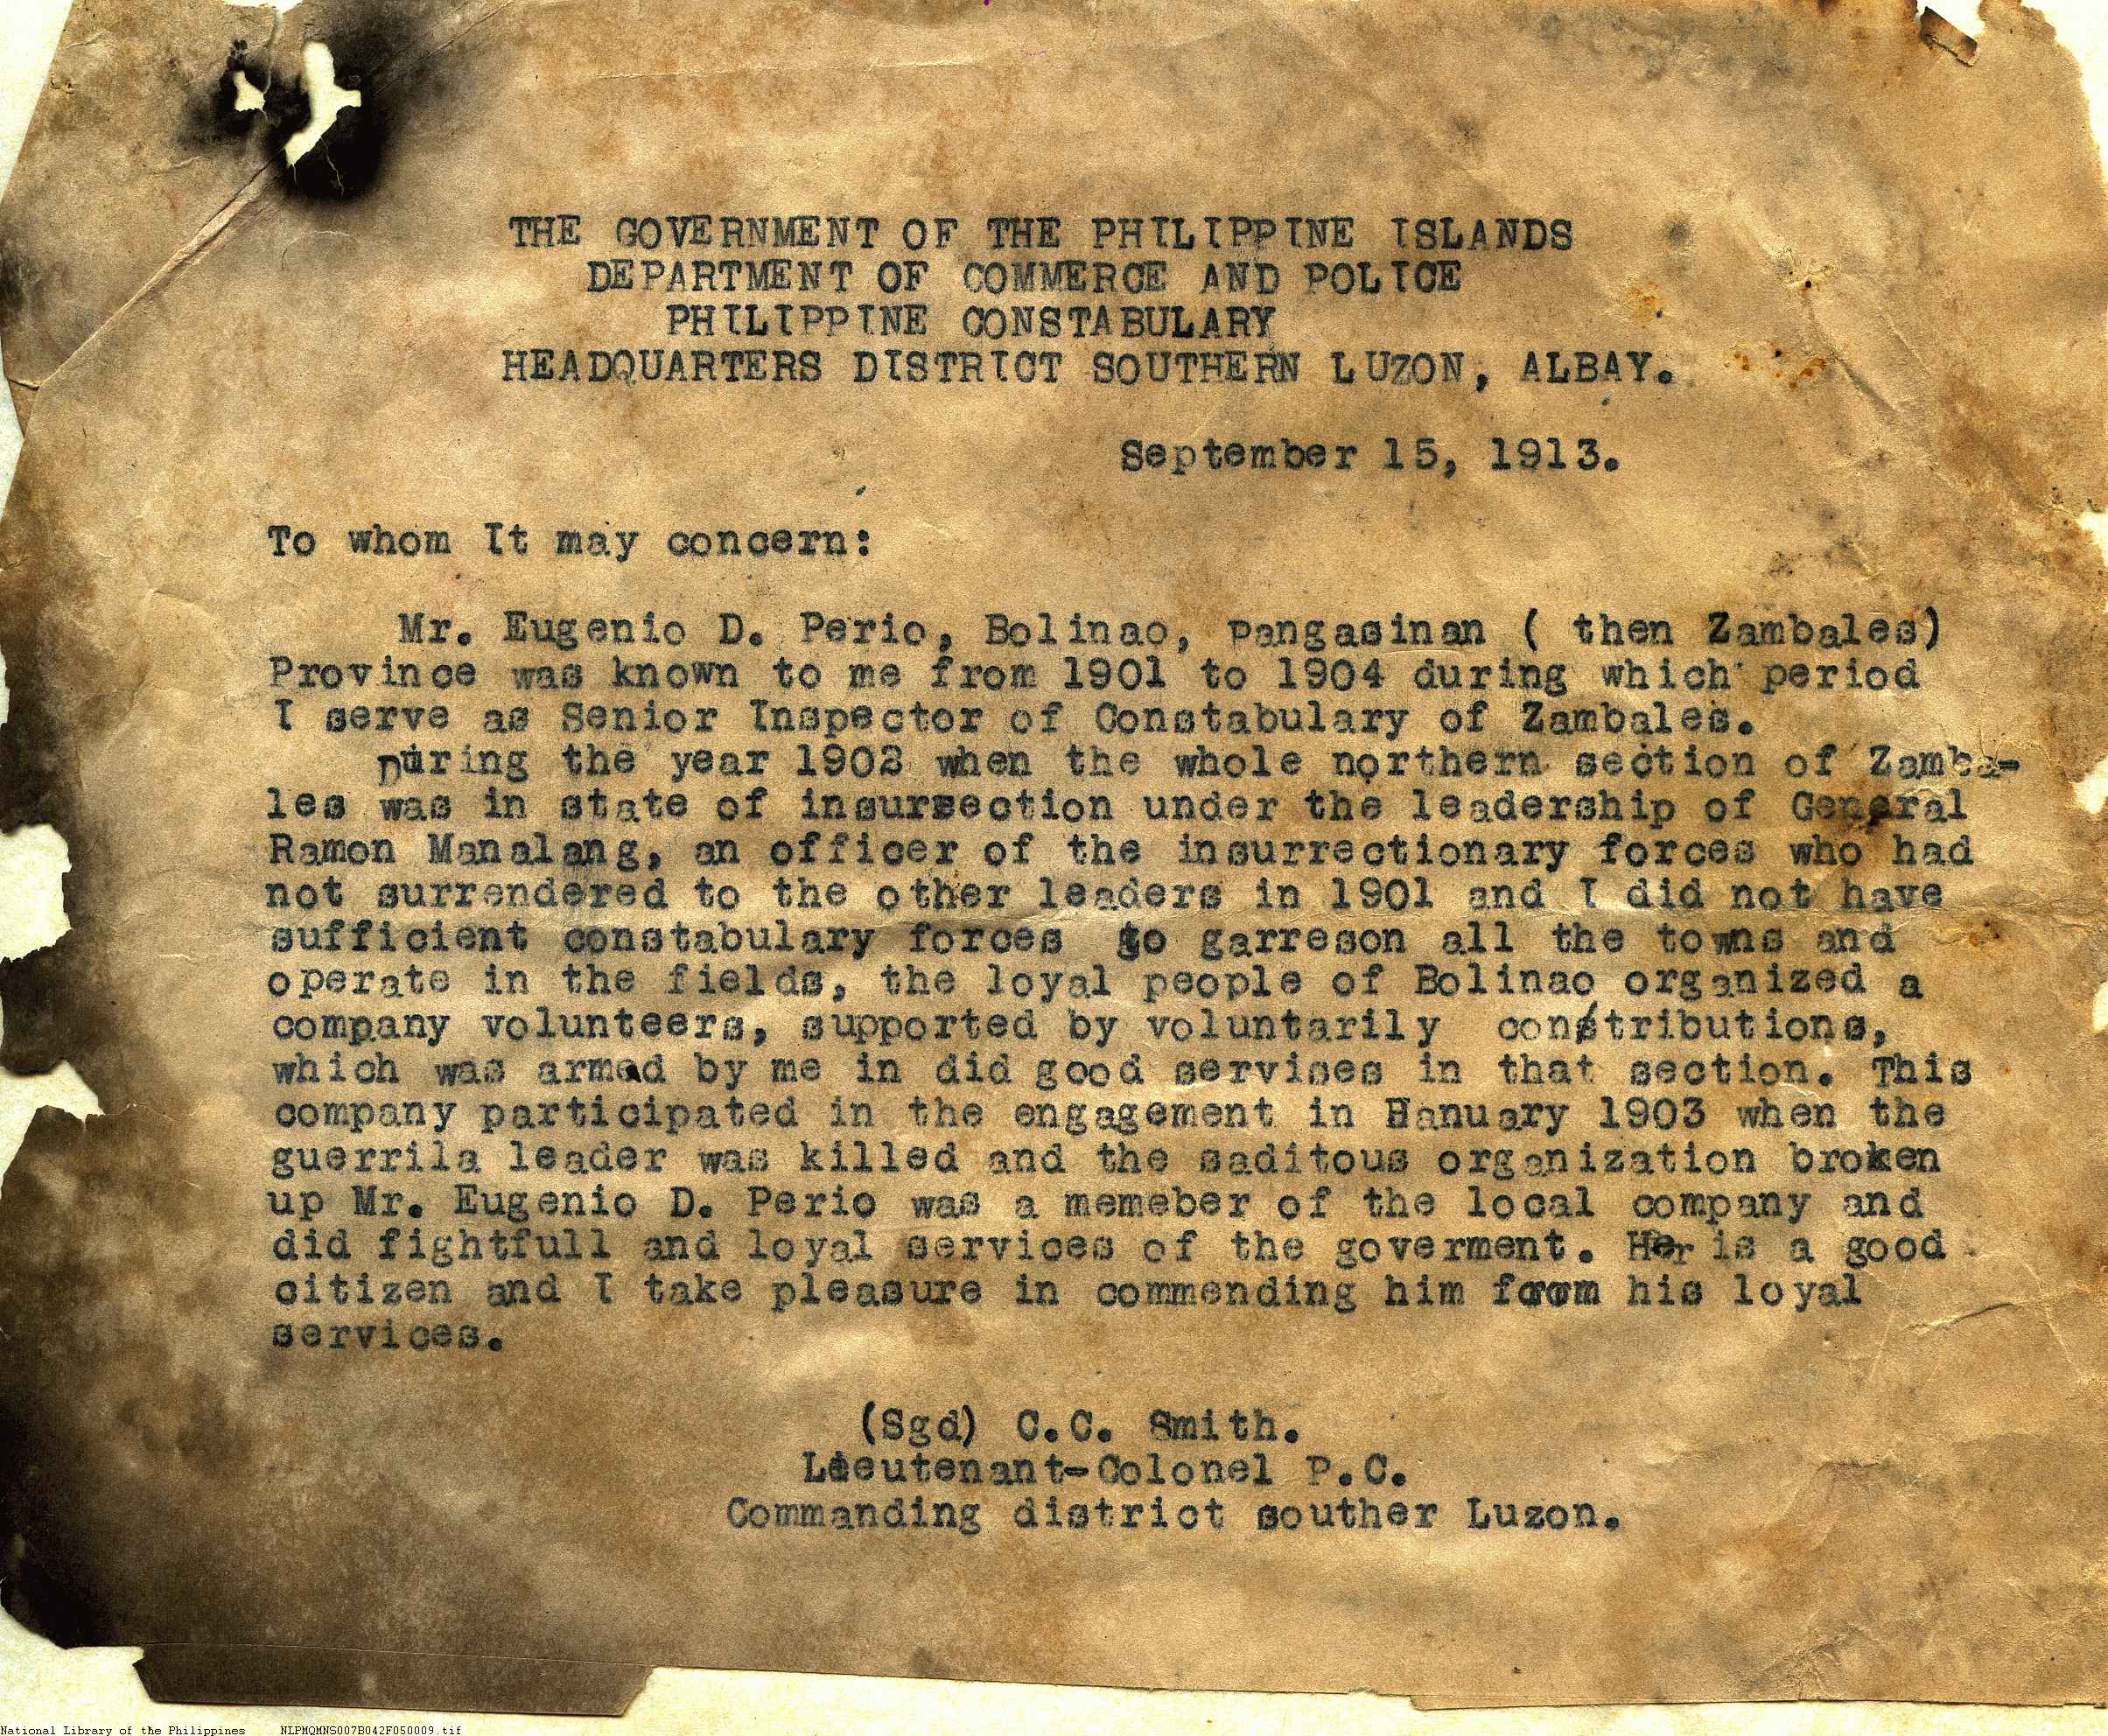 THE GOVERNMENT OF THE PHILIPPINE ISLANDS
DEPARTMENT OF COMMERCE AND POLICE
PHILIPPINE CONSTABULARY
HEADQUARTERS DISTRICT SOUTHERN LUZON, ALBAY.
September 15, 1913.
To whom It may concern:
Mr. Eugenio D. Perio, Bolinao, Pangasinan ( then Zambales)
Province was known to me from 1901 to 1904 during which period
I serve as Senior Inspector of Constabulary of Zambales.
During the year 1902 when the whole northern section of Zamba-
les was in state of insursection under the leadership of General
Ramon Manalang, an officer of the insurrectionary forces who had
not surrendered to the other leaders in 1901 and I did not have
sufficient constabulary forces to garreson all the towns and
operate in the fields, the loyal people of Bolinao organized a
company volunteers, supported by voluntarily constributions,
which was armed by me in did good servises in that section. This
company participated in the engagement in Hanuary 1903 when the
guerrila leader was killed and the saditous organization broken
up Mr. Eugenio D. Perio was a memeber of the local company and
did fightfull and loyal services of the goverment. Her is a good
citizen and I take pleasure in commending him from his loyal
services.
(Sgd) C.C. Smith.
Lieutenant-Colonel P.C.
Commanding district souther Luzon.
National Library of the Philippines NLPMQMNS007B042F050009.tif